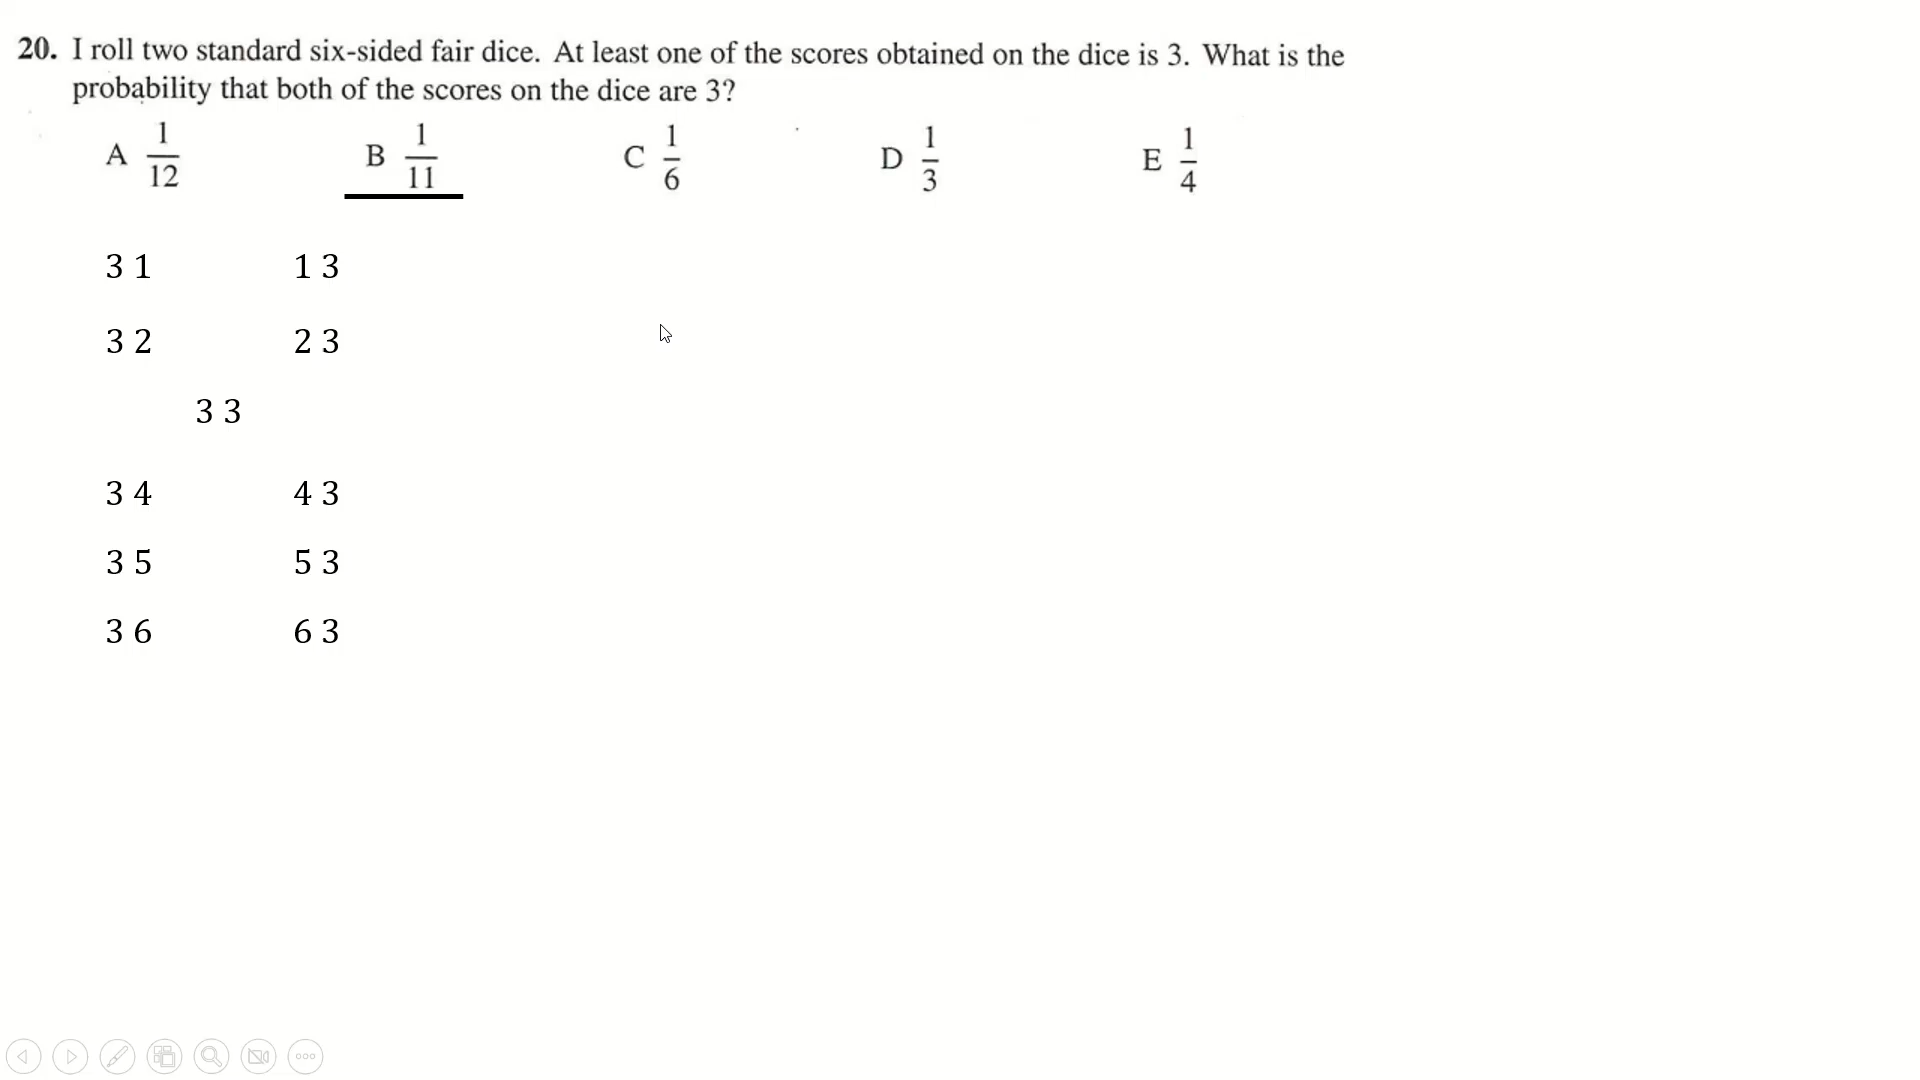 20. I roll two standard six-sided fair dice. At least one of the scores obtained on the dice is 3. What is the
probability that both of the scores on the dice are 3?
A 1/12 B 1/11 C 1/6 D 1/3 E 1/4
3 1 1 3
3 2 2 3
3 3
3 4 4 3
3 5 5 3
3 6 6 3